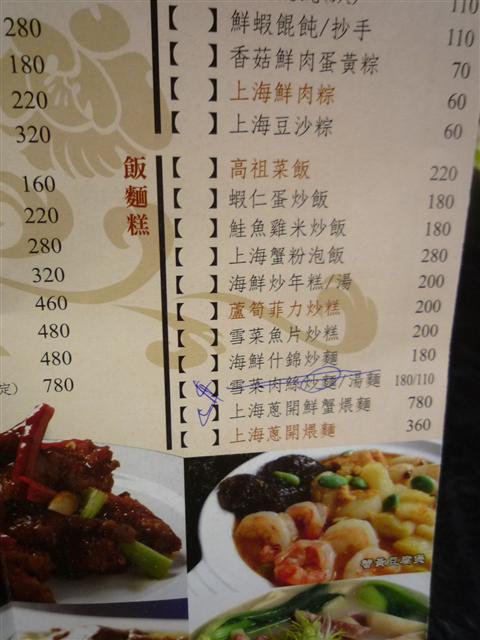 280
180
220
320
160
220
280
320
460
480
480
定) 780
110
【 】鮮蝦餛飩/抄手 110
【 】香菇鮮肉蛋黃粽 70
【 】上海鮮肉粽 60
【 】上海豆沙粽 60
飯麵糕
【 】高祖菜飯 220
【 】蝦仁蛋炒飯 180
【 】鮭魚雞米炒飯 180
【 】上海蟹粉泡飯 280
【 】海鮮炒年糕/湯 200
【 】蘆筍菲力炒糕 200
【 】雪菜魚片炒糕 200
【 】海鮮什錦炒麵 180
【 】雪菜肉絲炒麵/湯麵 180/110
【 】上海蔥開鮮蟹煨麵 780
【 】上海蔥開煨麵 360
蟹黃豆腐煲